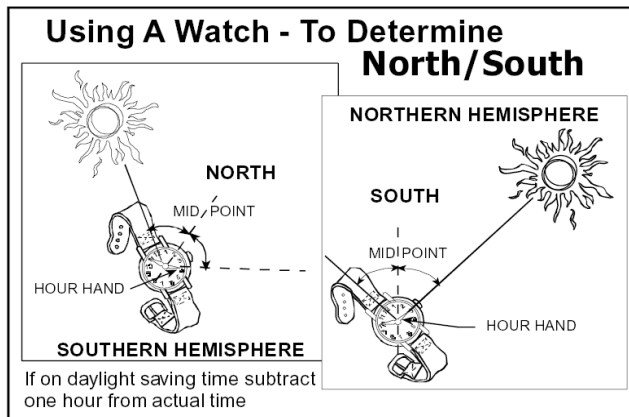 Using A Watch - To Determine
North/South
NORTH
MID POINT
HOUR HAND
SOUTHERN HEMISPHERE
If on daylight saving time subtract
one hour from actual time
NORTHERN HEMISPHERE
SOUTH
MID POINT
HOUR HAND